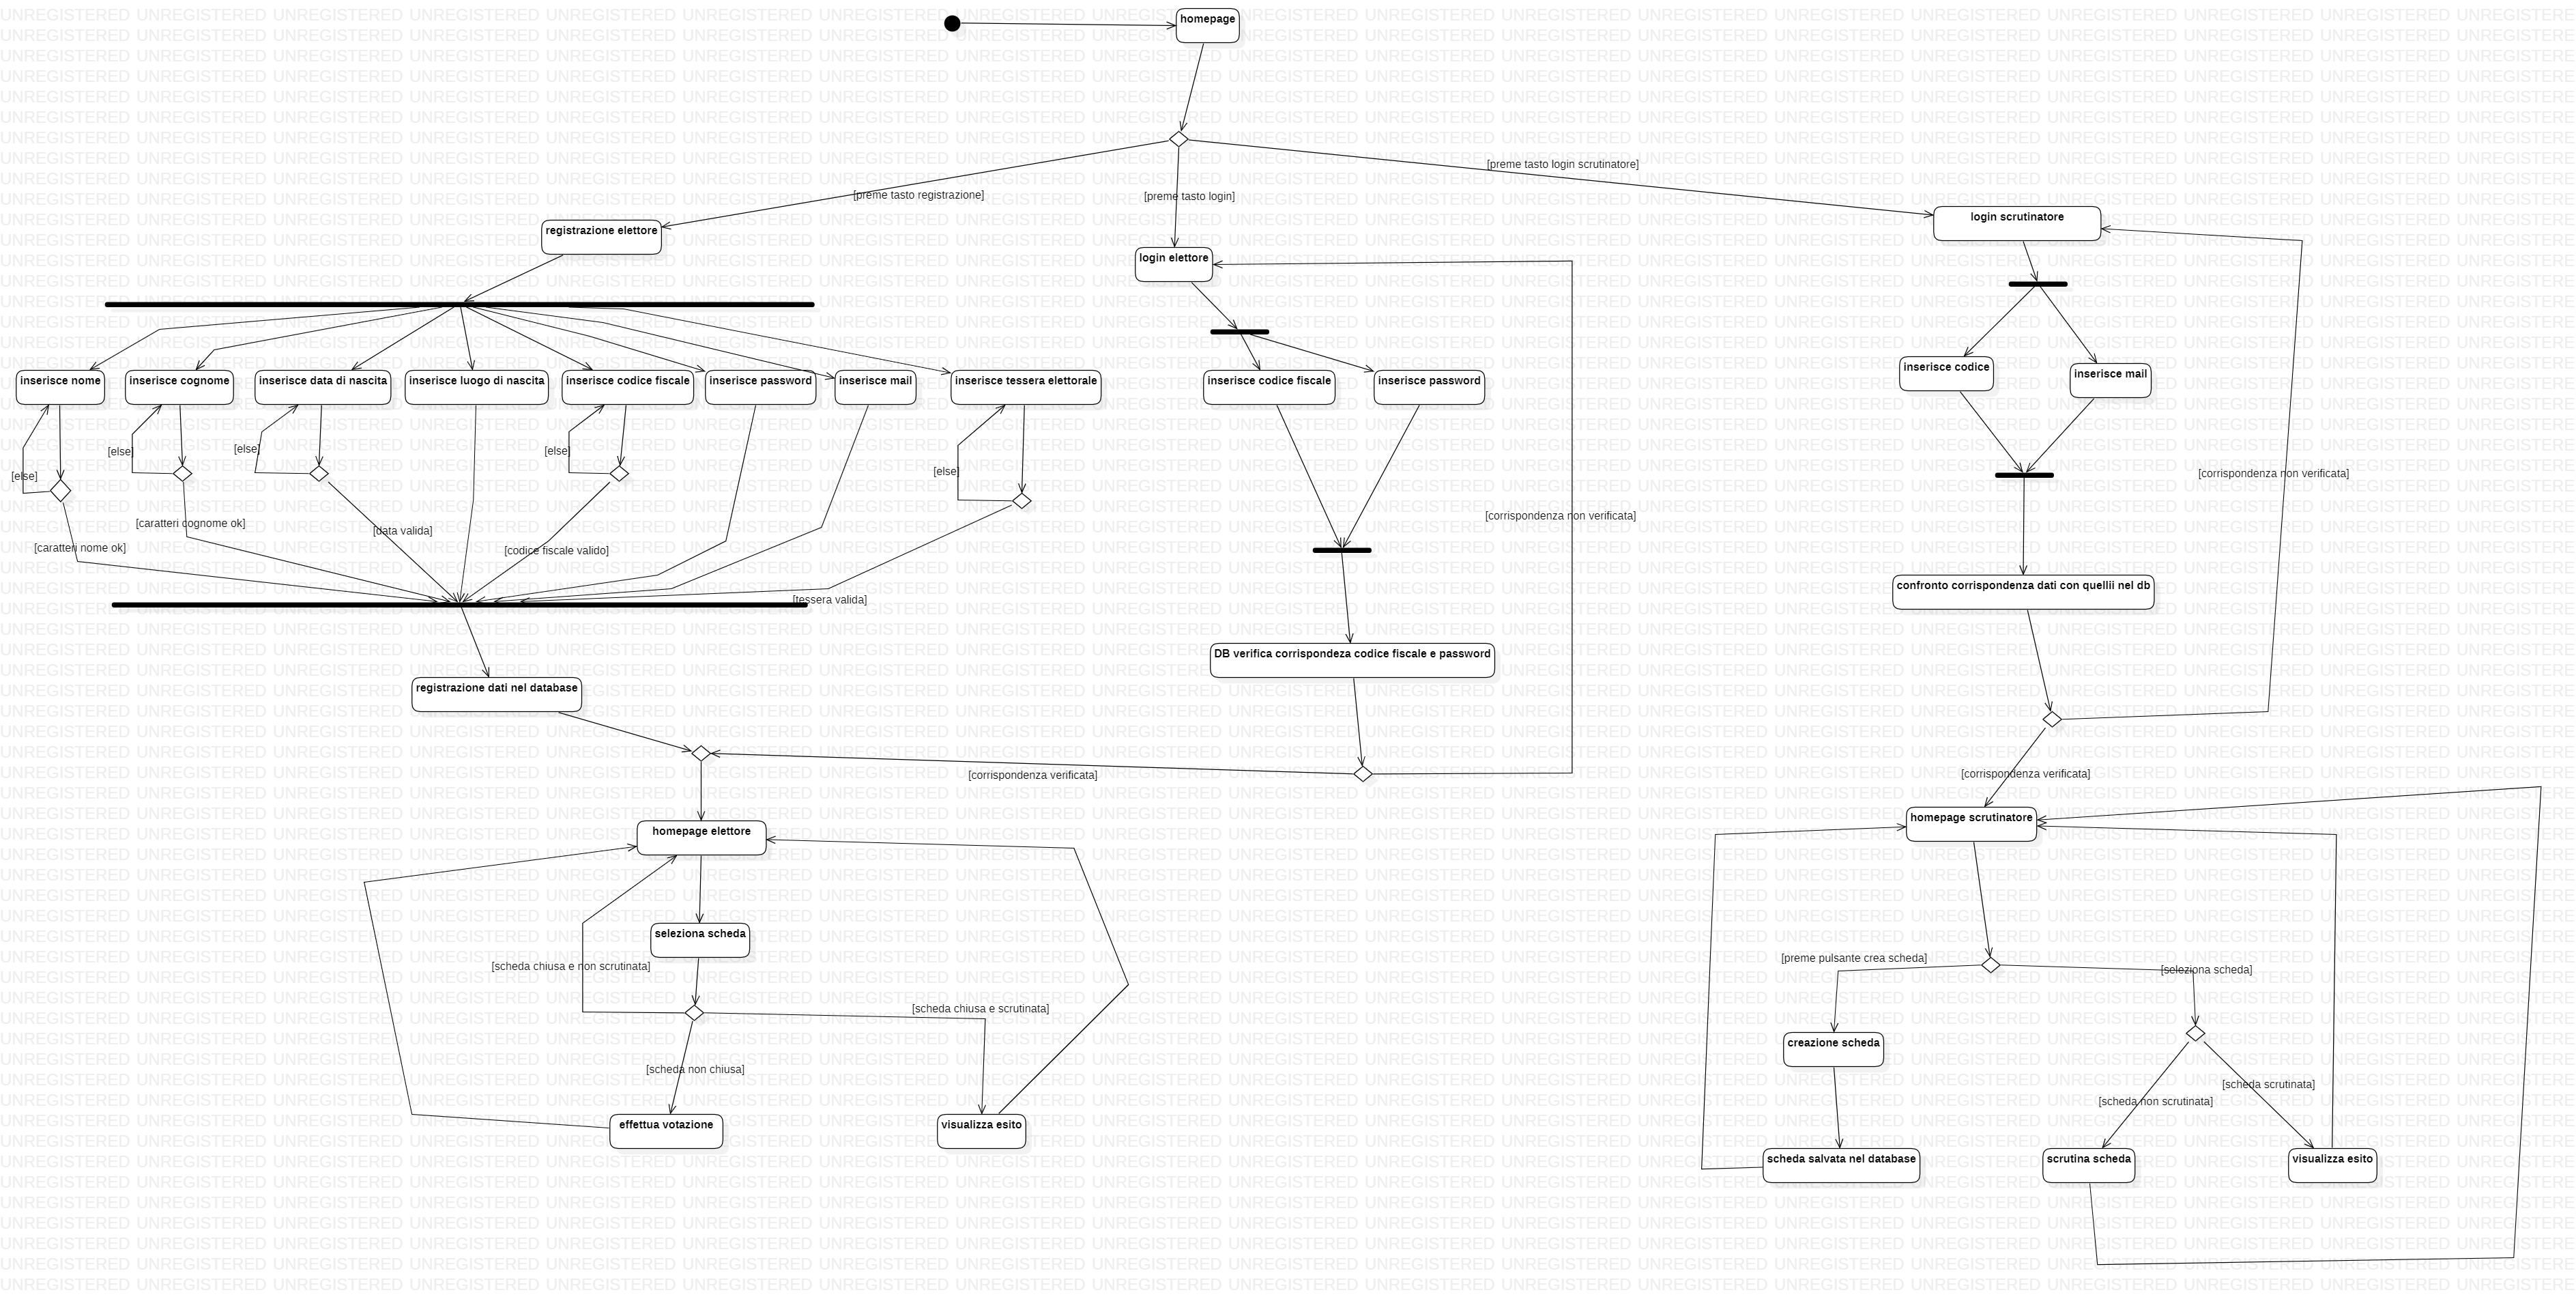 homepage
[preme tasto login scrutinatore]
[preme tasto registrazione]
[preme tasto login]
registrazione elettore
login elettore
login scrutinatore
inserisce nome
inserisce cognome
inserisce data di nascita
inserisce luogo di nascita
inserisce codice fiscale
inserisce password
inserisce mail
inserisce tessera elettorale
inserisce codice fiscale
inserisce password
inserisce codice
inserisce mail
[else]
[else]
[else]
[else]
[else]
[caratteri nome ok]
[caratteri cognome ok]
[data valida]
[codice fiscale valido]
[tessera valida]
[corrispondenza non verificata]
[corrispondenza non verificata]
confronto corrispondenza dati con quellii nel db
DB verifica corrispondeza codice fiscale e password
registrazione dati nel database
[corrispondenza verificata]
[corrispondenza verificata]
homepage elettore
homepage scrutinatore
seleziona scheda
[scheda chiusa e non scrutinata]
[scheda chiusa e scrutinata]
[scheda non chiusa]
effettua votazione
visualizza esito
[preme pulsante crea scheda]
[seleziona scheda]
creazione scheda
[scheda scrutinata]
[scheda non scrutinata]
scheda salvata nel database
scrutina scheda
visualizza esito
UNREGISTERED